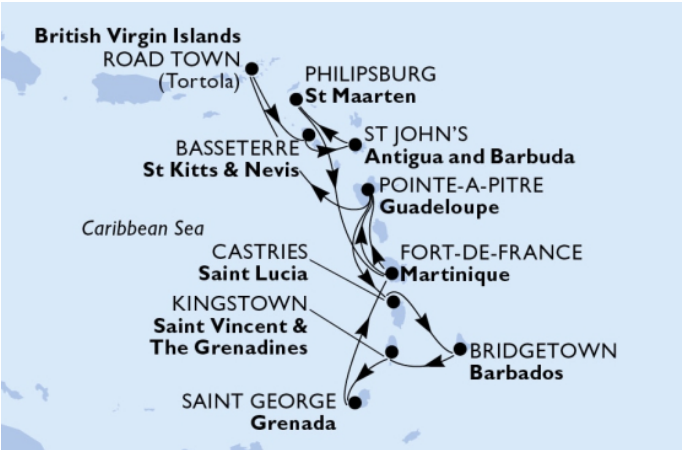 British Virgin Islands
ROAD TOWN
(Tortola)
PHILIPSBURG
St Maarten
BASSETERRE
St Kitts & Nevis
ST JOHN'S
Antigua and Barbuda
POINTE-A-PITRE
Guadeloupe
Caribbean Sea
CASTRIES
Saint Lucia
FORT-DE-FRANCE
Martinique
KINGSTOWN
Saint Vincent &
The Grenadines
BRIDGETOWN
Barbados
SAINT GEORGE
Grenada